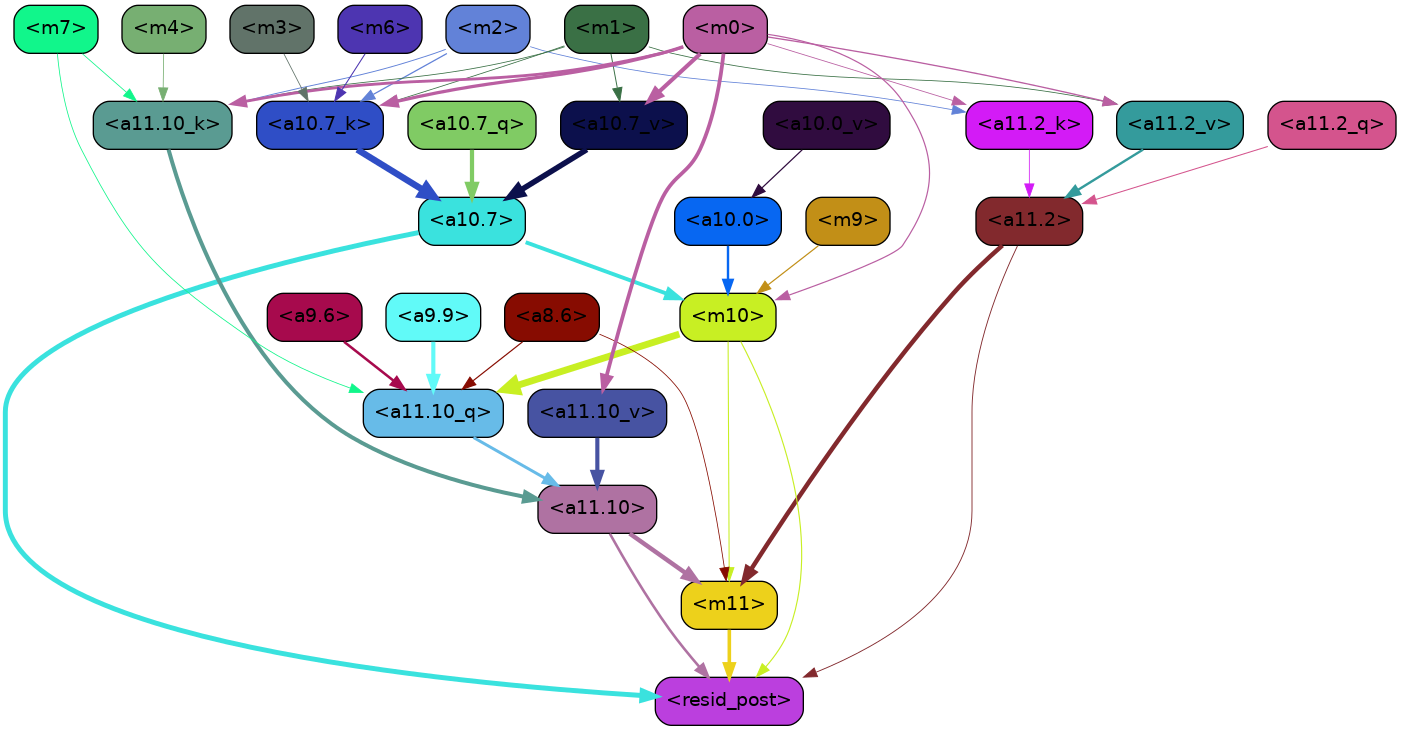 <m7> <m4> <m3> <m6> <m2> <m1> <m0>
<a11.10_k> <a10.7_k> <a10.7_q> <a10.7_v> <a10.0_v> <a11.2_k> <a11.2_v> <a11.2_q>
<a10.7> <a10.0> <m9> <a11.2>
<a9.6> <a9.9> <a8.6> <m10>
<a11.10_q> <a11.10_v>
<a11.10>
<m11>
<resid_post>